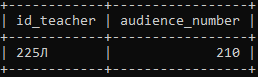 id_teacher | audience_number
225Л | 210